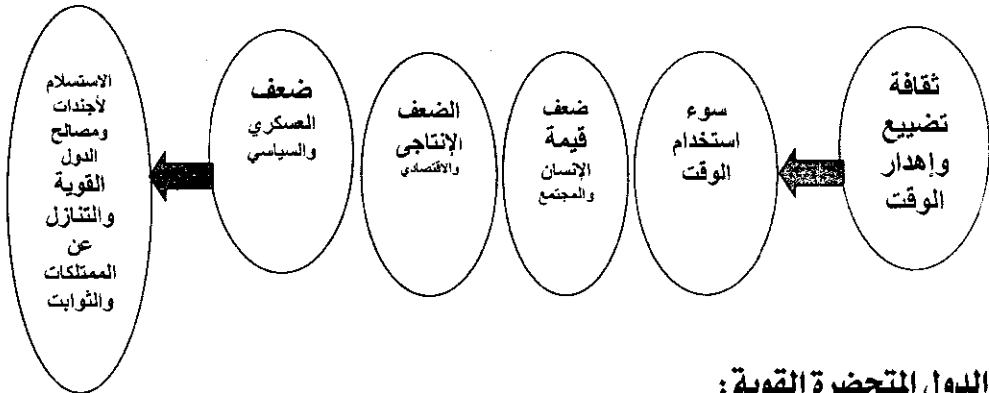 ثقافة
تضييع
وإهدار
الوقت
سوء
استخدام
الوقت
ضعف
قيمة
الإنسان
والمجتمع
الضعف
الإنتاجى
والاقتصادي
ضعف
العسكري
والسياسي
الاستسلام
لأجندات
ومصالح
الدول
القوية
والتنازل
عن
الممتلكات
والثوابت
الدول المتحضرة القوية :